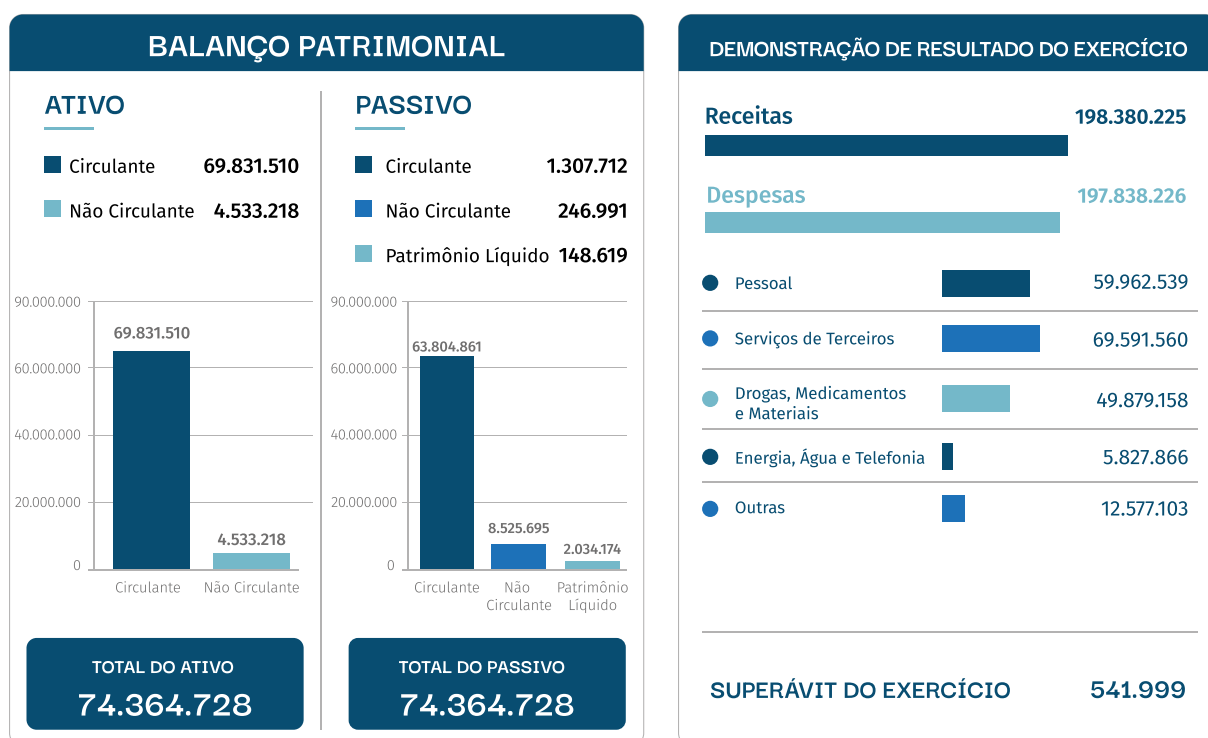 BALANÇO PATRIMONIAL
ATIVO
Circulante 69.831.510
Não Circulante 4.533.218
90.000.000
60.000.000
40.000.000
20.000.000
0
69.831.510
4.533.218
Circulante Não Circulante
TOTAL DO ATIVO
74.364.728
PASSIVO
Circulante 1.307.712
Não Circulante 246.991
Patrimônio Líquido 148.619
90.000.000
60.000.000
40.000.000
20.000.000
0
63.804.861
8.525.695
2.034.174
Circulante Não Patrimônio
Circulante Líquido
TOTAL DO PASSIVO
74.364.728
DEMONSTRAÇÃO DE RESULTADO DO EXERCÍCIO
Receitas 198.380.225
Despesas 197.838.226
Pessoal 59.962.539
Serviços de Terceiros 69.591.560
Drogas, Medicamentos
e Materiais 49.879.158
Energia, Água e Telefonia 5.827.866
Outras 12.577.103
SUPERÁVIT DO EXERCÍCIO 541.999